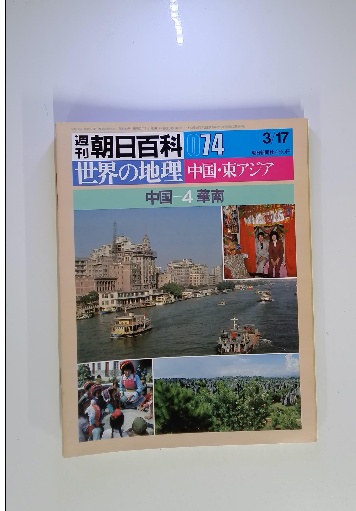 週刊 朝日百科 074 3/17
世界の地理 中国・東アジア
中国-4 華南